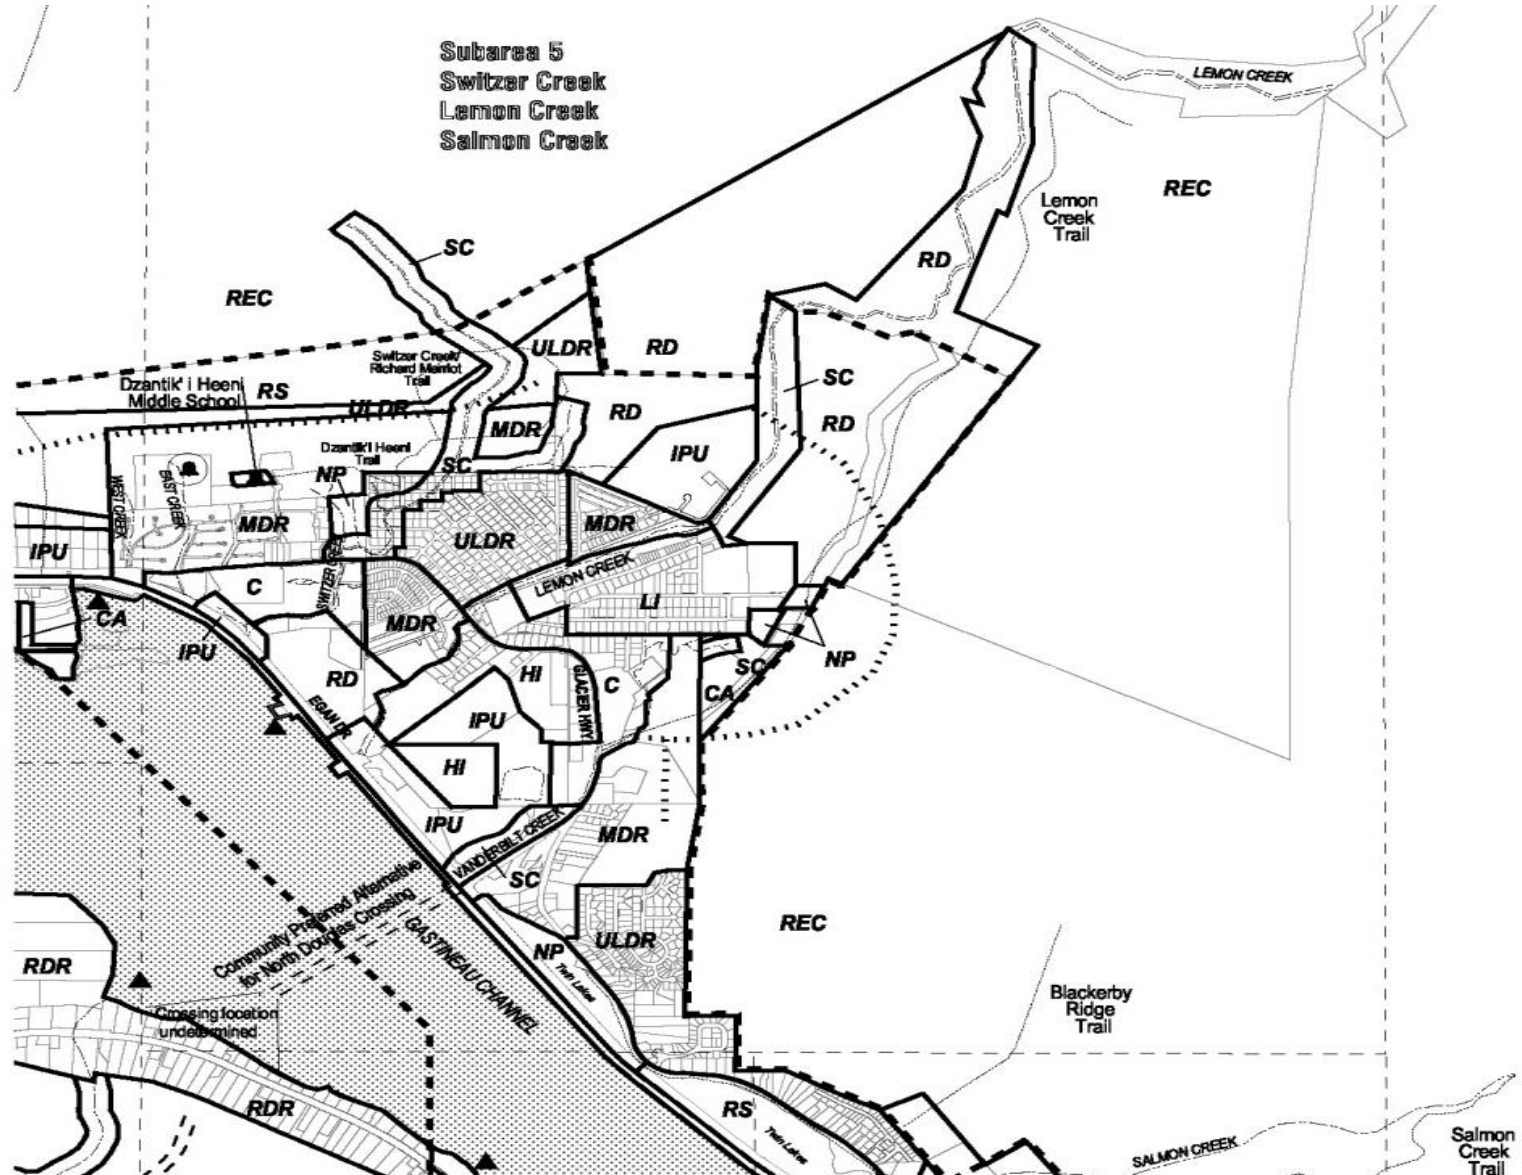 Subarea 5
Switzer Creek
Lemon Creek
Salmon Creek
LEMON CREEK
REC
Lemon
Creek
Trail
SC
RD
REC
ULDR
RD
Switzer Creek/
Richard Marriot
Trail
SC
Dzantik' i Heeni
Middle School
RS
ULDR
RD
RD
MDR
Dzantik'i Heeni
Trail
IPU
SC
NP
WEST CREEK
EAST CREEK
MDR
MDR
ULDR
IPU
LEMON CREEK
C
SWITZER CREEK
LI
CA
MDR
IPU
NP
SC
HI
RD
GLACIER HWY
C
CA
EGAN DR
IPU
HI
IPU
MDR
VANDERBILT CREEK
SC
Community Preferred Alternative
for North Douglas Crossing
GASTINEAU CHANNEL
REC
ULDR
NP
Twin Lakes
RDR
Blackerby
Ridge
Trail
Crossing location
undetermined
RDR
RS
Twin Lakes
SALMON CREEK
Salmon
Creek
Trail